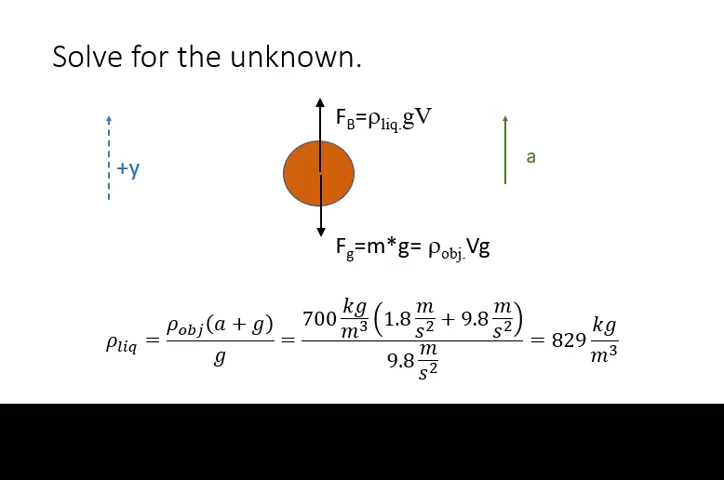 Solve for the unknown.
F_B=ρ_liq.gV
+y
a
F_g=m*g= ρ_obj.Vg
ρ_liq = ρ_obj(a + g) / g = 700 kg/m³ (1.8 m/s² + 9.8 m/s²) / 9.8 m/s² = 829 kg/m³